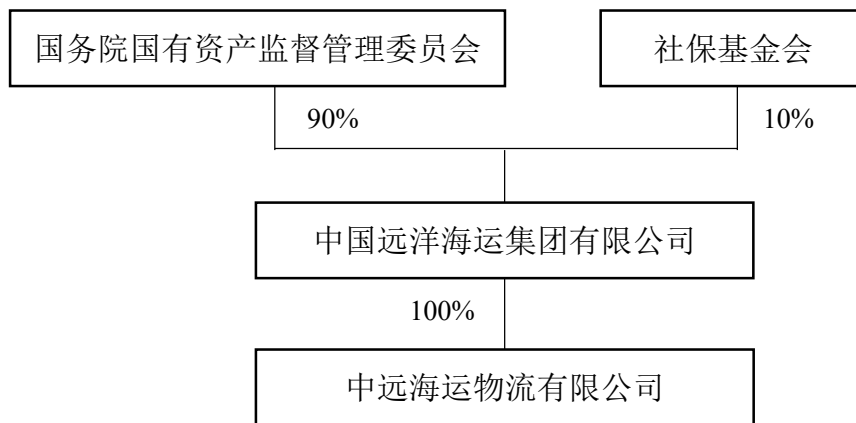 国务院国有资产监督管理委员会
社保基金会
90%
10%
中国远洋海运集团有限公司
100%
中远海运物流有限公司